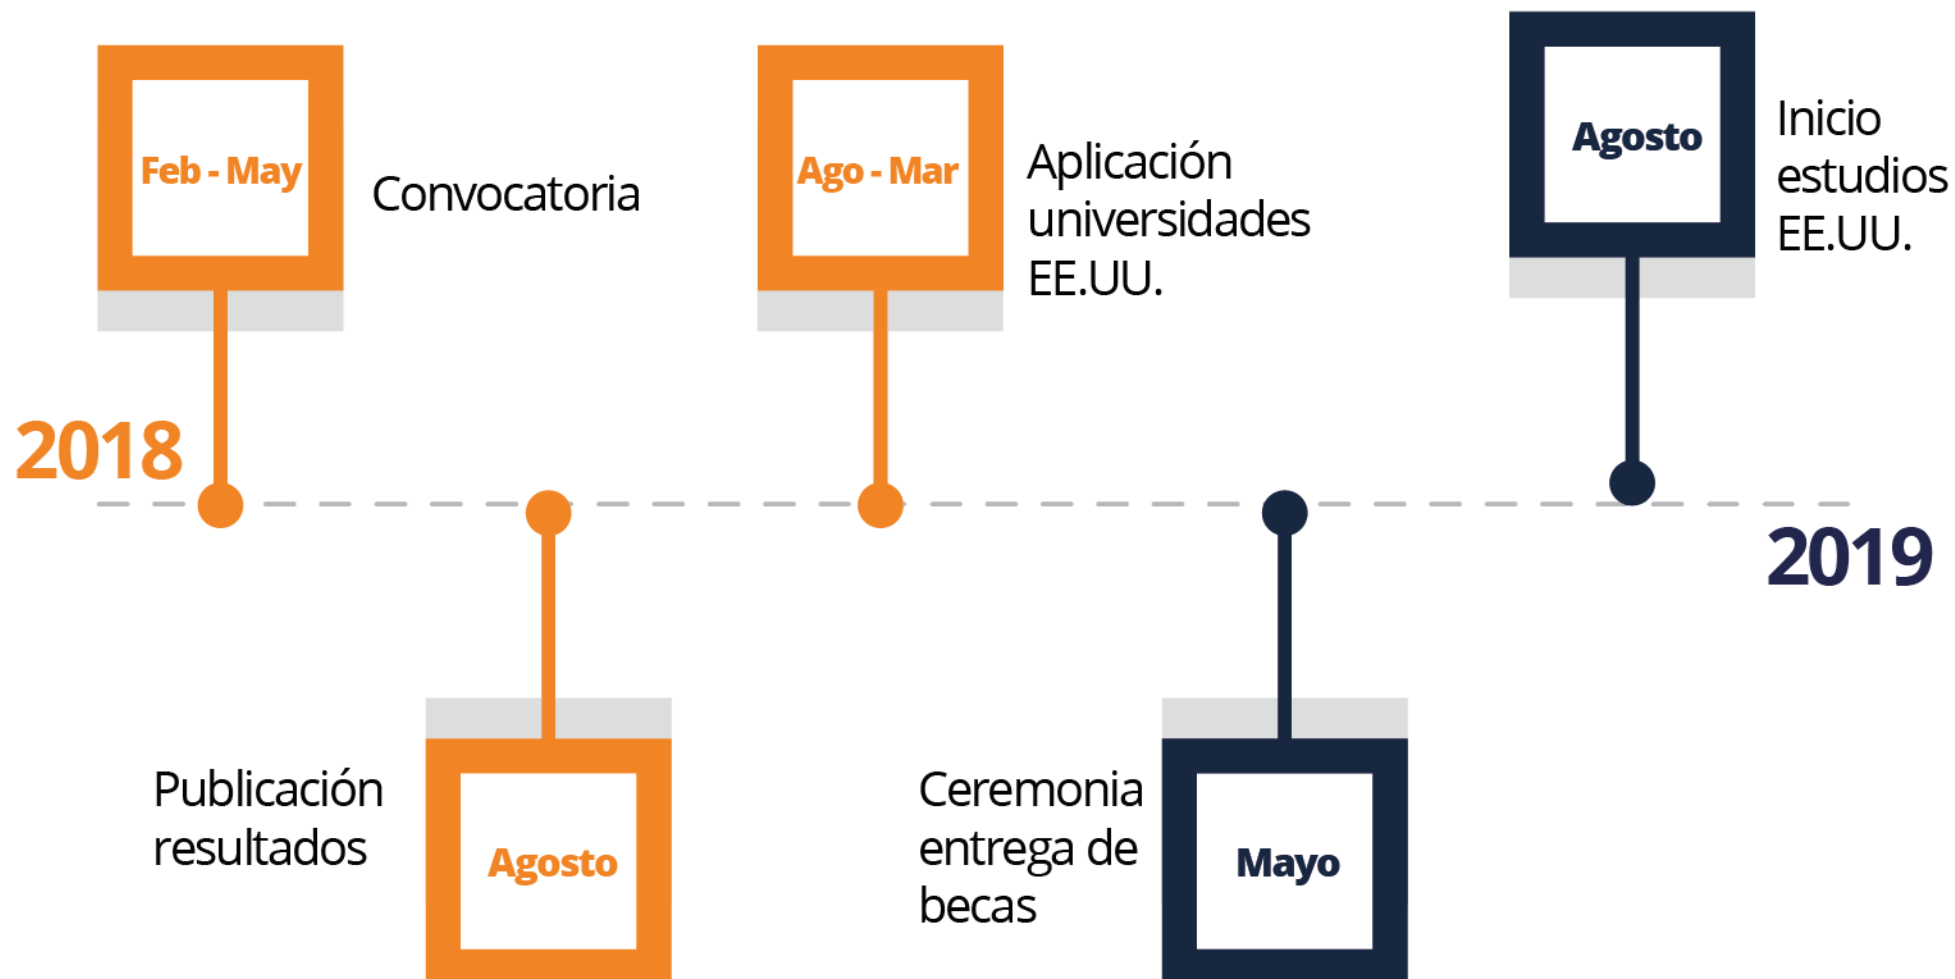 2018
Feb - May
Convocatoria
Agosto
Publicación
resultados
Ago - Mar
Aplicación
universidades
EE.UU.
Mayo
Ceremonia
entrega de
becas
Agosto
Inicio
estudios
EE.UU.
2019